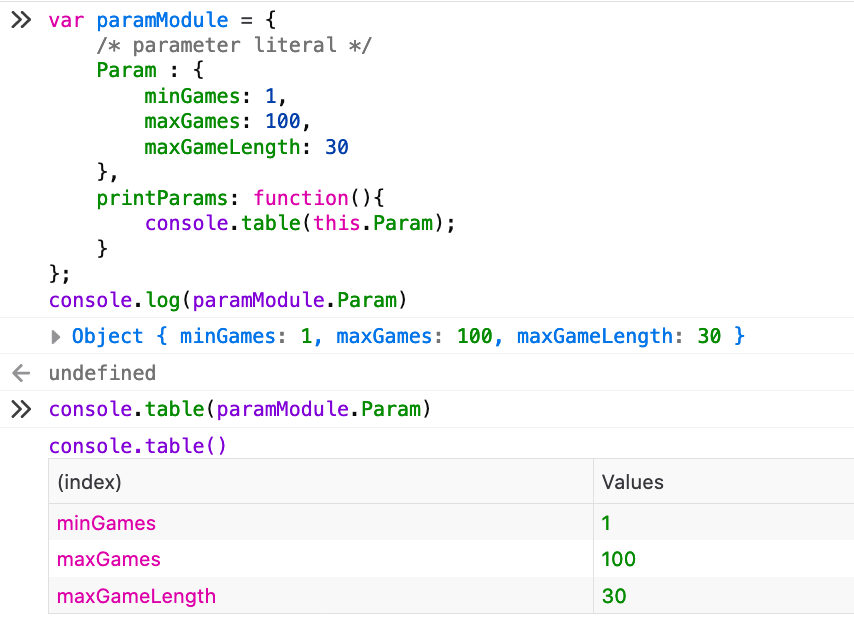 >> var paramModule = {
/* parameter literal */
Param : {
minGames: 1,
maxGames: 100,
maxGameLength: 30
},
printParams: function(){
console.table(this.Param);
}
};
console.log(paramModule.Param)
▶ Object { minGames: 1, maxGames: 100, maxGameLength: 30 }
← undefined
>> console.table(paramModule.Param)
console.table()
(index) Values
minGames 1
maxGames 100
maxGameLength 30